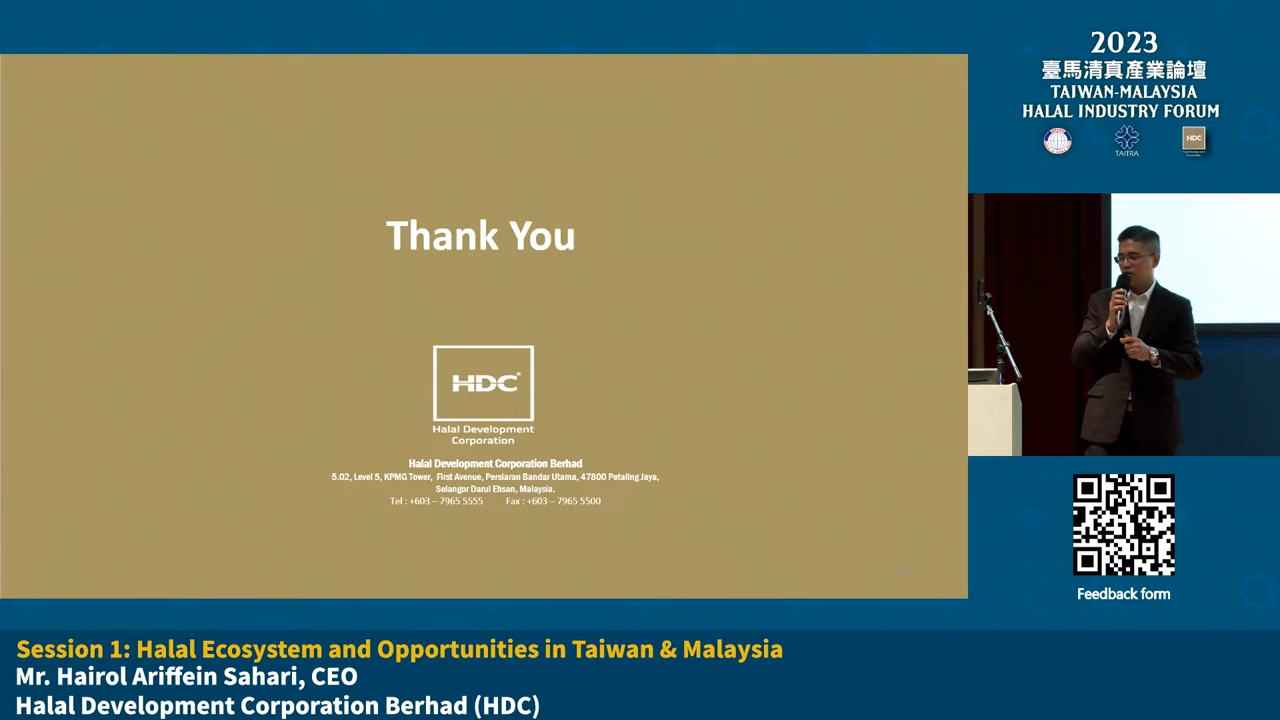 2023
臺馬清真產業論壇
TAIWAN-MALAYSIA
HALAL INDUSTRY FORUM
TAITRA
HDC
Thank You
HDC
Halal Development
Corporation
Halal Development Corporation Berhad
5.02, Level 5, KPMG Tower, First Avenue, Persiaran Bandar Utama, 47800 Petaling Jaya,
Selangor Darul Ehsan, Malaysia.
Tel : +603 – 7965 5555 Fax : +603 – 7965 5500
Feedback form
Session 1: Halal Ecosystem and Opportunities in Taiwan & Malaysia
Mr. Hairol Ariffein Sahari, CEO
Halal Development Corporation Berhad (HDC)